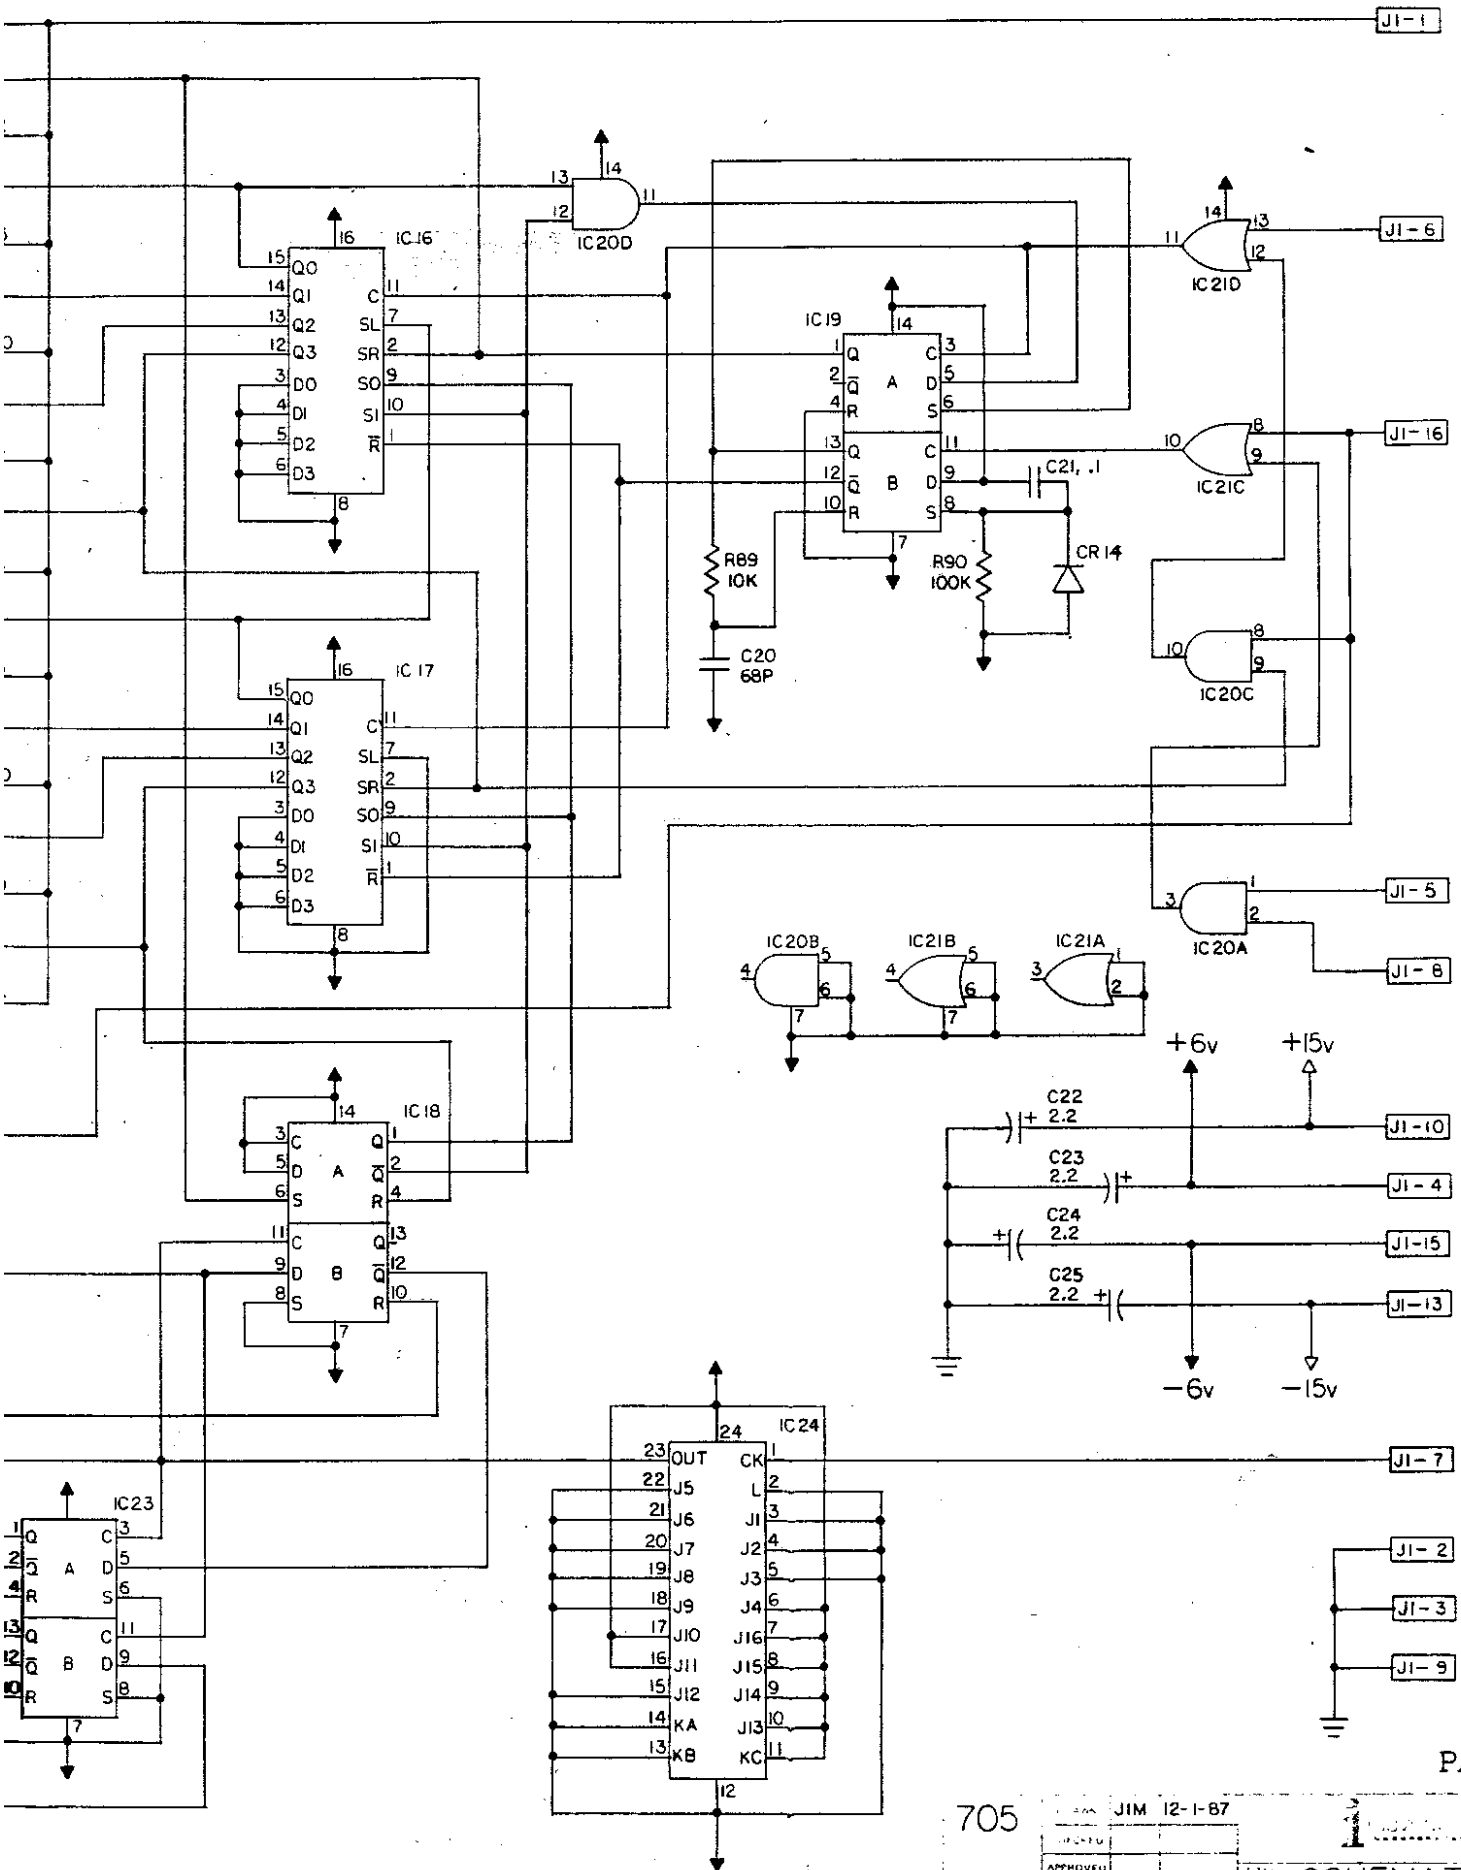 J1-1
J1-6
J1-16
J1-5
J1-8
J1-10
J1-4
J1-15
J1-13
J1-7
J1-2
J1-3
J1-9
13
12
14
11
IC20D
IC16
16
15 Q0
14 Q1
13 Q2
12 Q3
3 D0
4 D1
5 D2
6 D3
C 11
SL 7
SR 2
S0 9
S1 10
R̅ 1
8
IC17
16
15 Q0
14 Q1
13 Q2
12 Q3
3 D0
4 D1
5 D2
6 D3
C 11
SL 7
SR 2
S0 9
S1 10
R̅ 1
8
IC19
14
1 Q
2 Q̅
4 R
A
C 3
D 5
S 6
13 Q
12 Q̅
10 R
B
C 11
D 9
S 8
7
C21, .1
R89
10K
C20
68P
R90
100K
CR14
14
11
13
12
IC21D
10
8
9
IC21C
10
8
9
IC20C
3
1
2
IC20A
IC20B
4
5
6
7
IC21B
4
5
6
7
IC21A
3
1
2
IC18
14
3 C
5 D
6 S
A
Q 1
Q̅ 2
R 4
11 C
9 D
8 S
B
Q 13
Q̅ 12
R 10
7
+6v
+15v
C22
+ 2.2
C23
2.2 +
C24
+ 2.2
C25
2.2 +
-6v
-15v
IC24
24
23 OUT
22 J5
21 J6
20 J7
19 J8
18 J9
17 J10
16 J11
15 J12
14 KA
13 KB
CK 1
L 2
J1 3
J2 4
J3 5
J4 6
J16 7
J15 8
J14 9
J13 10
KC 11
12
IC23
1 Q
2 Q̅
4 R
A
C 3
D 5
S 6
13 Q
12 Q̅
10 R
B
C 11
D 9
S 8
7
705
JIM 12-1-87
APPROVED